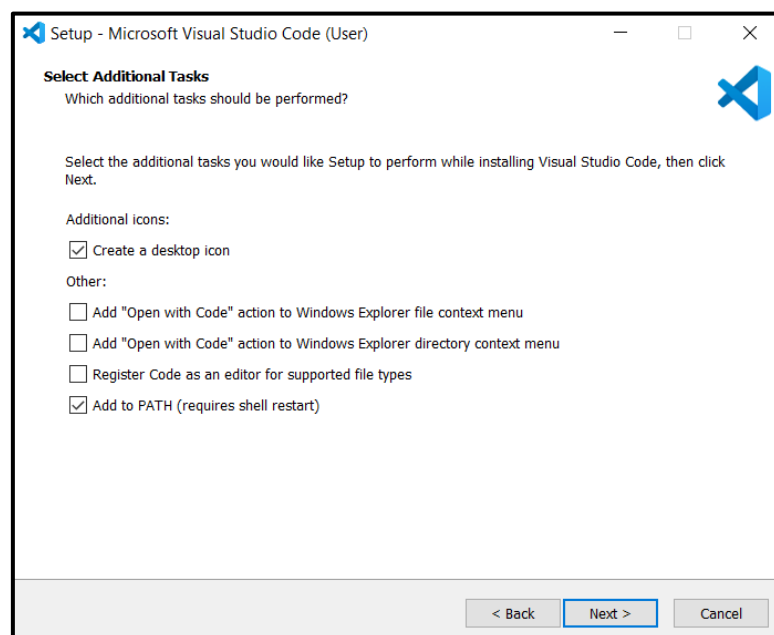 Setup - Microsoft Visual Studio Code (User)
Select Additional Tasks
Which additional tasks should be performed?
Select the additional tasks you would like Setup to perform while installing Visual Studio Code, then click
Next.
Additional icons:
Create a desktop icon
Other:
Add "Open with Code" action to Windows Explorer file context menu
Add "Open with Code" action to Windows Explorer directory context menu
Register Code as an editor for supported file types
Add to PATH (requires shell restart)
< Back Next > Cancel